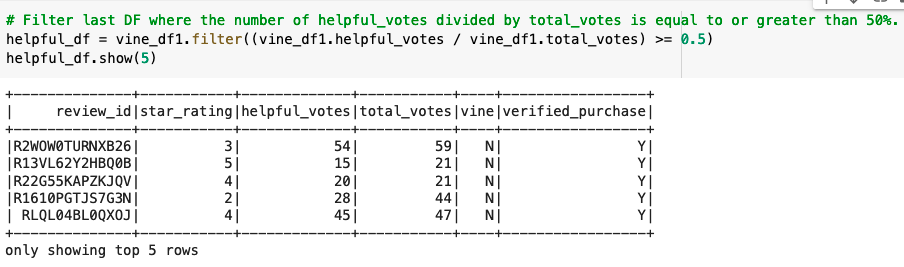 # Filter last DF where the number of helpful_votes divided by total_votes is equal to or greater than 50%.
helpful_df = vine_df1.filter((vine_df1.helpful_votes / vine_df1.total_votes) >= 0.5)
helpful_df.show(5)
+--------------+-----------+-------------+-----------+----+-----------------+
|     review_id|star_rating|helpful_votes|total_votes|vine|verified_purchase|
+--------------+-----------+-------------+-----------+----+-----------------+
|R2WOW0TURNXB26|          3|           54|         59|   N|                Y|
|R13VL62Y2HBQ0B|          5|           15|         21|   N|                Y|
|R22G55KAPZKJQV|          4|           20|         21|   N|                Y|
|R1610PGTJS7G3N|          2|           28|         44|   N|                Y|
| RLQL04BL0QXOJ|          4|           45|         47|   N|                Y|
+--------------+-----------+-------------+-----------+----+-----------------+
only showing top 5 rows